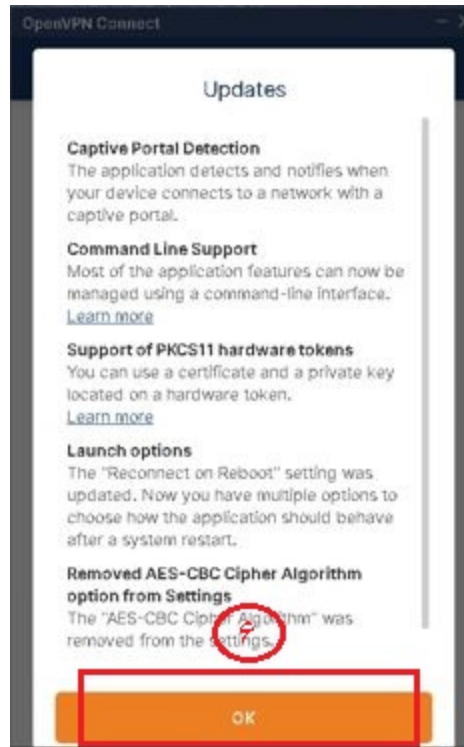 OpenVPN Connect
Updates
Captive Portal Detection
The application detects and notifies when
your device connects to a network with a
captive portal.
Command Line Support
Most of the application features can now be
managed using a command-line interface.
Learn more
Support of PKCS11 hardware tokens
You can use a certificate and a private key
located on a hardware token.
Learn more
Launch options
The "Reconnect on Reboot" setting was
updated. Now you have multiple options to
choose how the application should behave
after a system restart.
Removed AES-CBC Cipher Algorithm
option from Settings
The "AES-CBC Cipher Algorithm" was
removed from the settings.
OK